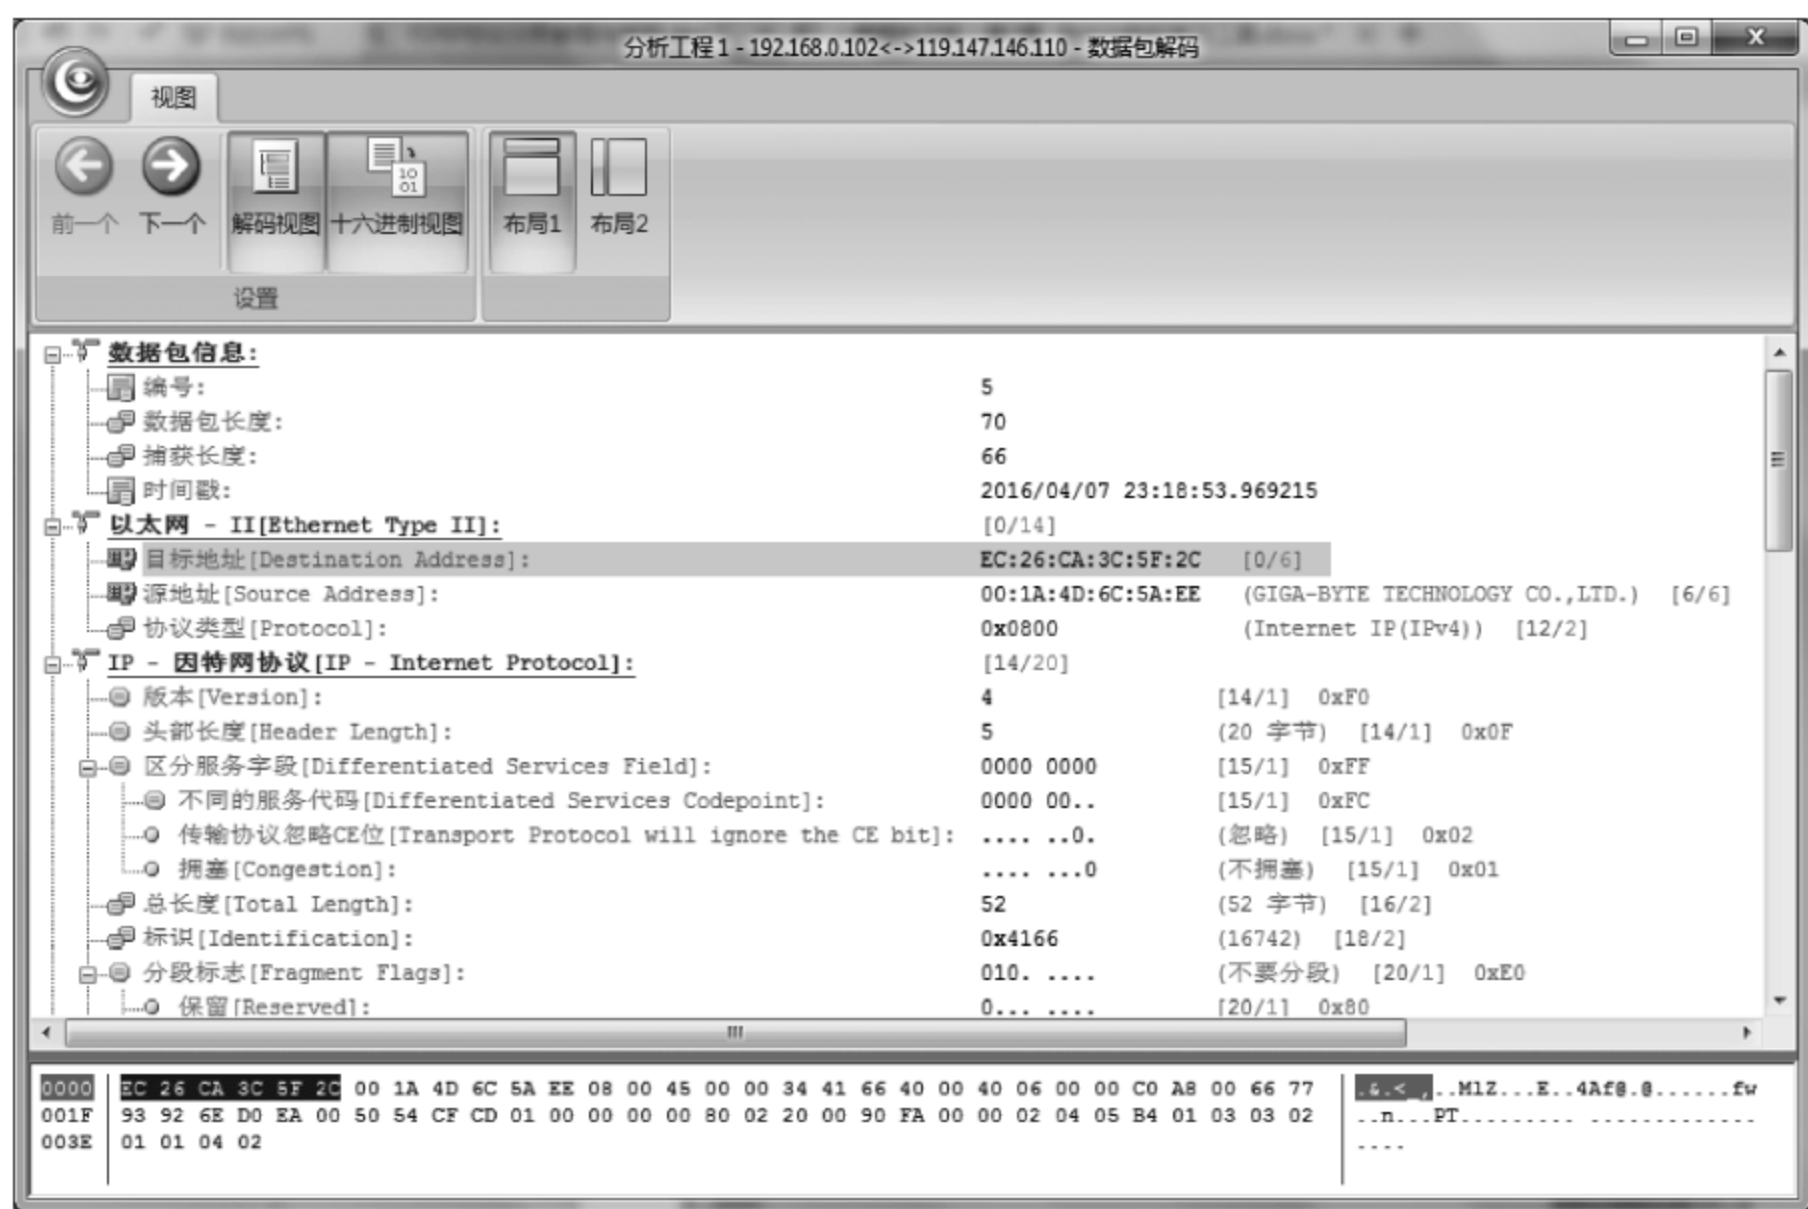 分析工程 1 - 192.168.0.102<->119.147.146.110 - 数据包解码
视图
前一个 下一个 解码视图 十六进制视图 布局1 布局2
设置
数据包信息:
编号: 5
数据包长度: 70
捕获长度: 66
时间戳: 2016/04/07 23:18:53.969215
以太网 - II[Ethernet Type II]: [0/14]
目标地址[Destination Address]: EC:26:CA:3C:5F:2C [0/6]
源地址[Source Address]: 00:1A:4D:6C:5A:EE (GIGA-BYTE TECHNOLOGY CO.,LTD.) [6/6]
协议类型[Protocol]: 0x0800 (Internet IP(IPv4)) [12/2]
IP - 因特网协议[IP - Internet Protocol]: [14/20]
版本[Version]: 4 [14/1] 0xF0
头部长度[Header Length]: 5 (20 字节) [14/1] 0x0F
区分服务字段[Differentiated Services Field]: 0000 0000 [15/1] 0xFF
不同的服务代码[Differentiated Services Codepoint]: 0000 00.. [15/1] 0xFC
传输协议忽略CE位[Transport Protocol will ignore the CE bit]: .... ..0. (忽略) [15/1] 0x02
拥塞[Congestion]: .... ...0 (不拥塞) [15/1] 0x01
总长度[Total Length]: 52 (52 字节) [16/2]
标识[Identification]: 0x4166 (16742) [18/2]
分段标志[Fragment Flags]: 010. .... (不要分段) [20/1] 0xE0
保留[Reserved]: 0... .... [20/1] 0x80
0000 EC 26 CA 3C 5F 2C 00 1A 4D 6C 5A EE 08 00 45 00 00 34 41 66 40 00 40 06 00 00 C0 A8 00 66 77 .&.<_,..MlZ...E..4Af@.@......fw
001F 93 92 6E D0 EA 00 50 54 CF CD 01 00 00 00 00 80 02 20 00 90 FA 00 00 02 04 05 B4 01 03 03 02 ..n...PT......... .............
003E 01 01 04 02 ....